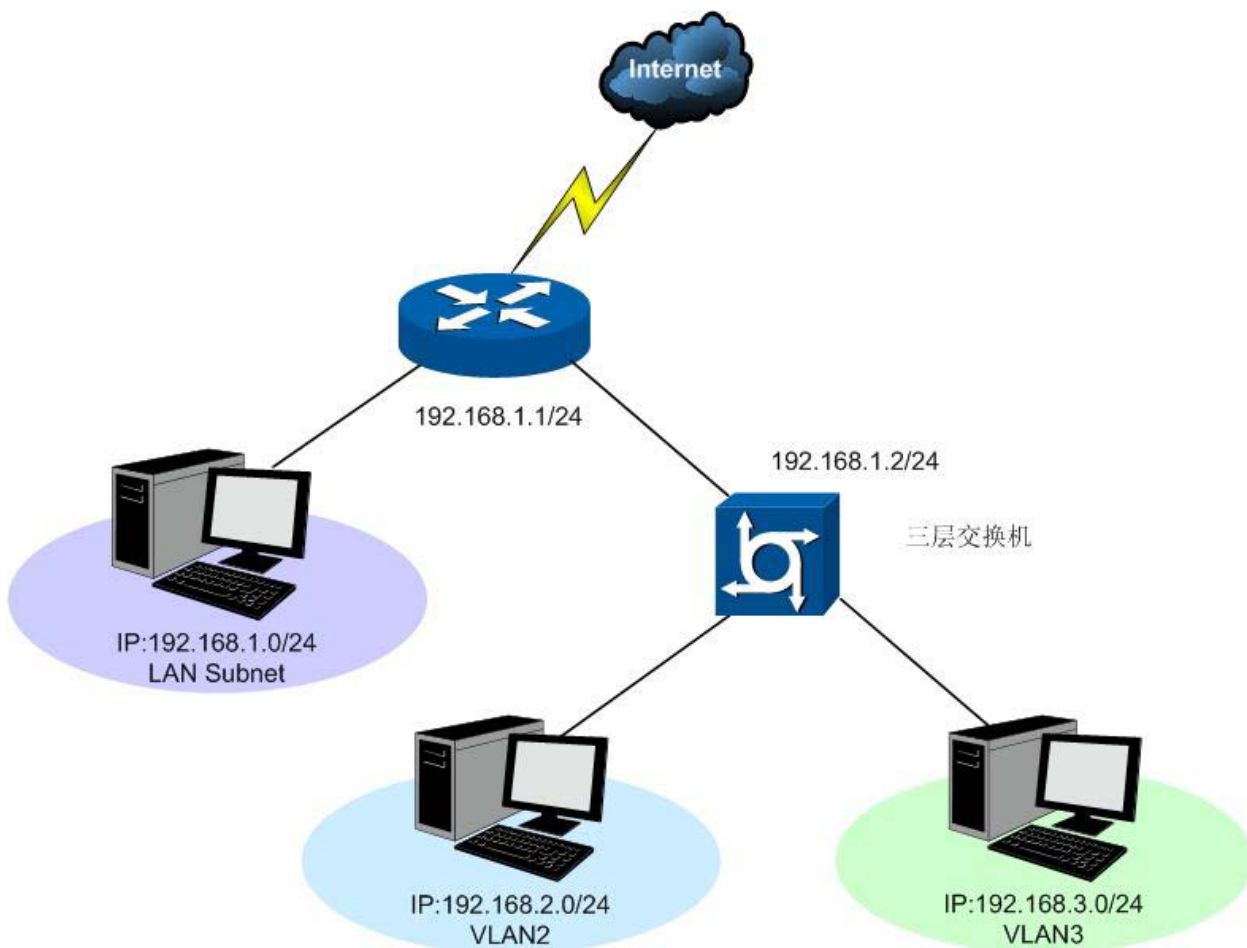 Internet
192.168.1.1/24
192.168.1.2/24
三层交换机
IP:192.168.1.0/24
LAN Subnet
IP:192.168.2.0/24
VLAN2
IP:192.168.3.0/24
VLAN3